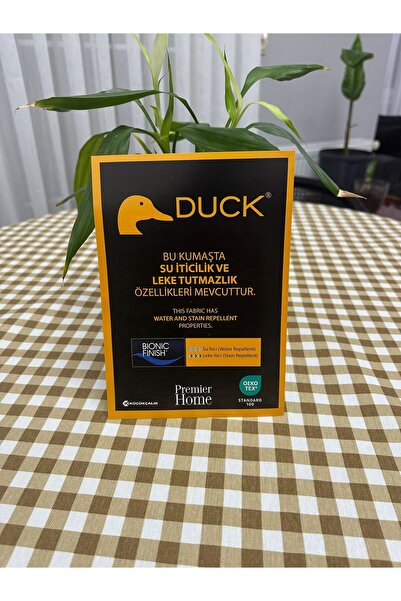 DUCK®
BU KUMAŞTA
SU İTİCİLİK VE
LEKE TUTMAZLIK
ÖZELLİKLERİ MEVCUTTUR.
THIS FABRIC HAS
WATER AND STAIN REPELLENT
PROPERTIES.
BIONIC
FINISH®
Su İtici (Water Repellent)
Leke İtici (Stain Repellent)
KÜÇÜKÇALIK
Premier
Home
OEKO
TEX®
STANDARD
100